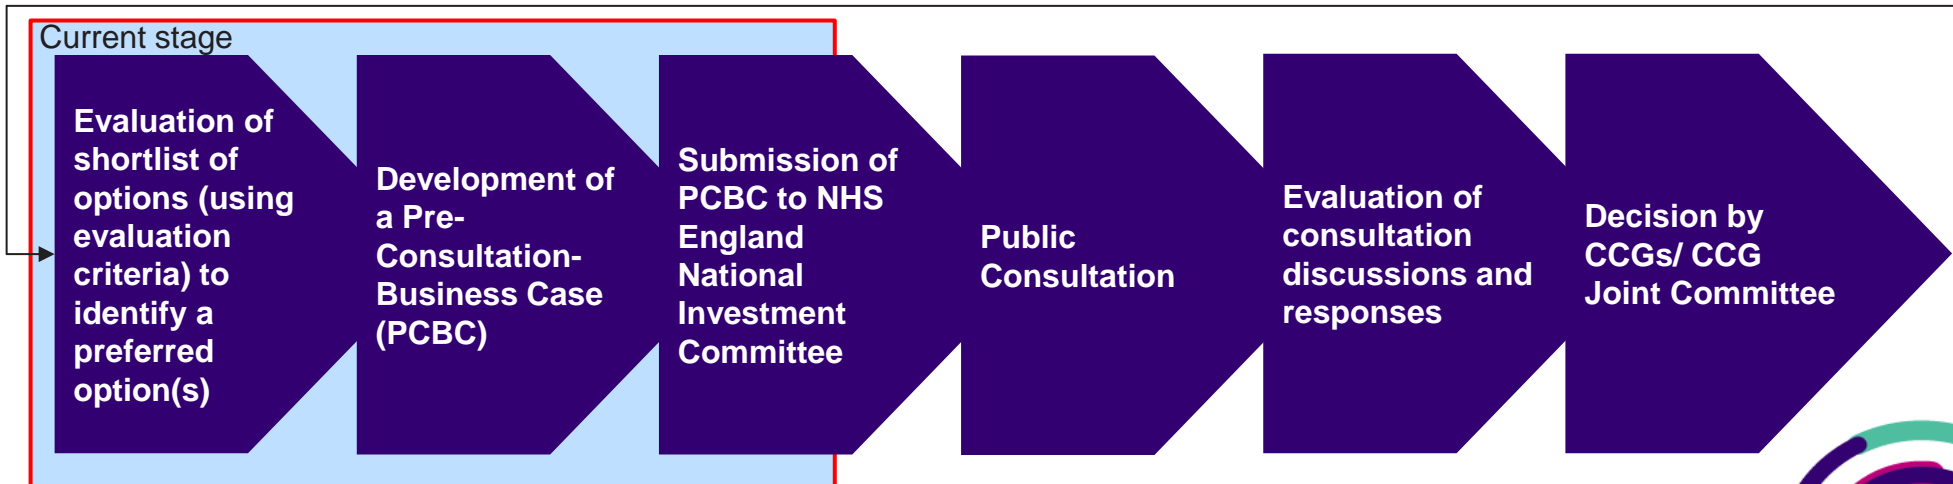 Current stage
Evaluation of
shortlist of
options (using
evaluation
criteria) to
identify a
preferred
option(s)
Development of
a Pre-
Consultation-
Business Case
(PCBC)
Submission of
PCBC to NHS
England
National
Investment
Committee
Public
Consultation
Evaluation of
consultation
discussions and
responses
Decision by
CCGs/ CCG
Joint Committee